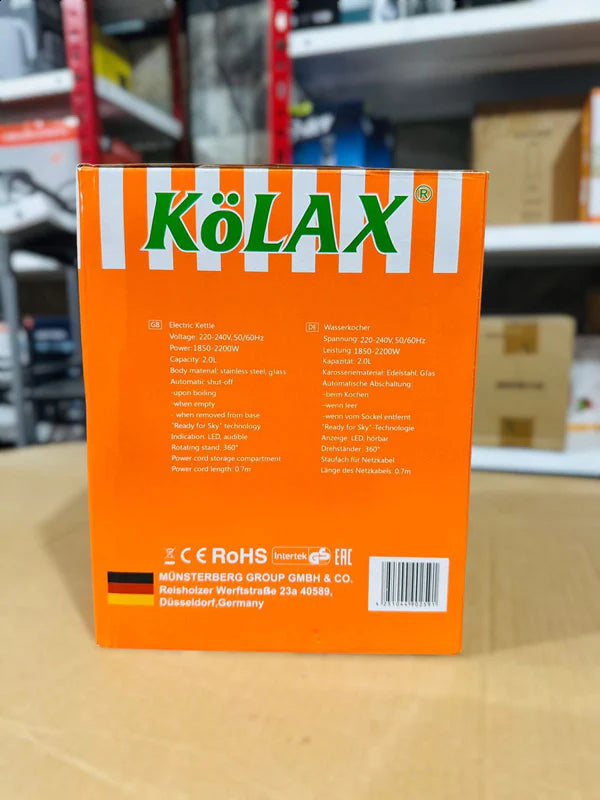 KöLAX®
GB Electric Kettle
Voltage: 220-240V, 50/60Hz
Power: 1850-2200W
Capacity: 2.0L
Body material: stainless steel, glass
Automatic shut-off
-upon boiling
-when empty
- when removed from base
"Ready for Sky" technology
Indication: LED, audible
Rotating stand: 360°
Power cord storage compartment
Power cord length: 0.7m
DE Wasserkocher
Spannung: 220-240V, 50/60Hz
Leistung: 1850-2200W
Kapazität: 2.0L
Karosseriematerial: Edelstahl, Glas
Automatische Abschaltung:
-beim Kochen
-wenn leer
-wenn vom Sockel entfernt
"Ready for Sky"-Technologie
Anzeige: LED, hörbar
Drehständer: 360°
Staufach für Netzkabel
Länge des Netzkabels: 0.7m
CE RoHS Intertek GS EAC
MÜNSTERBERG GROUP GMBH & CO.
Reisholzer Werftstraße 23a 40589,
Düsseldorf,Germany